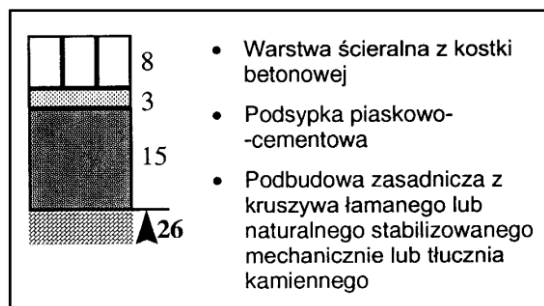 8
3
15
26
• Warstwa ścieralna z kostki
betonowej
• Podsypka piaskowo-
-cementowa
• Podbudowa zasadnicza z
kruszywa łamanego lub
naturalnego stabilizowanego
mechanicznie lub tłucznia
kamiennego